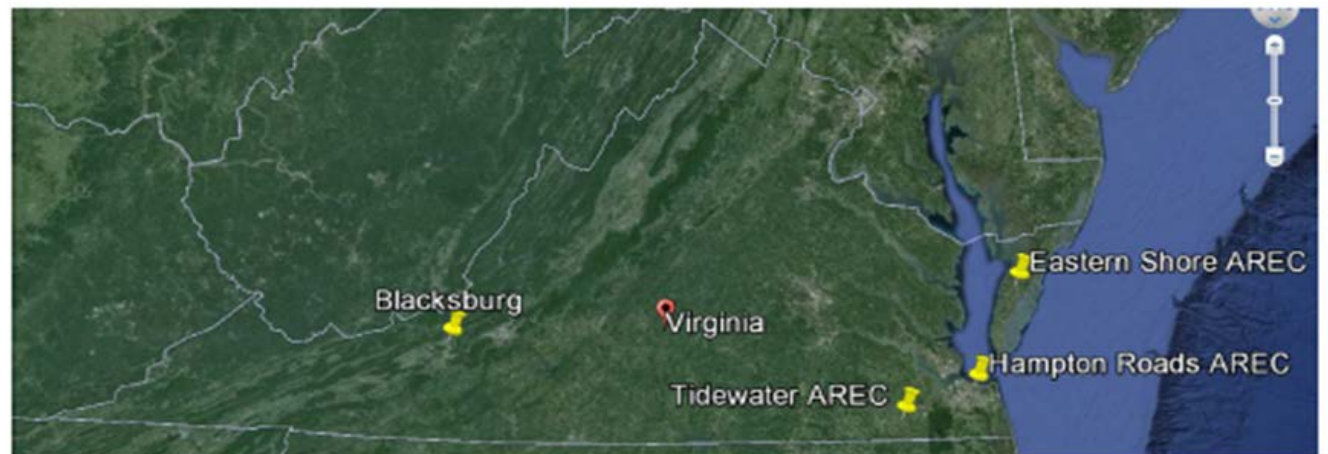 Eastern Shore AREC
Blacksburg
Virginia
Hampton Roads AREC
Tidewater AREC